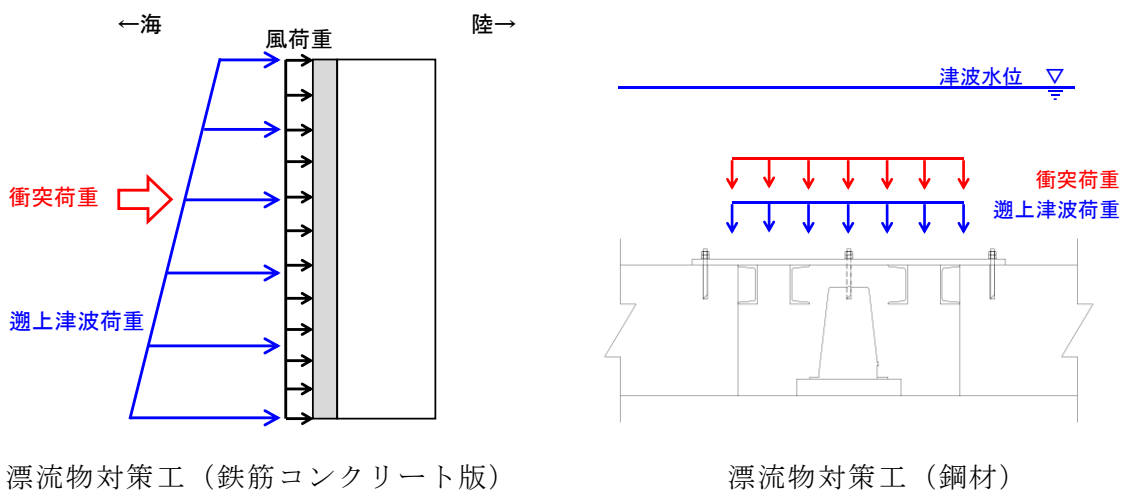 ←海
陸→
風荷重
衝突荷重
遡上津波荷重
漂流物対策工（鉄筋コンクリート版）
津波水位
衝突荷重
遡上津波荷重
漂流物対策工（鋼材）